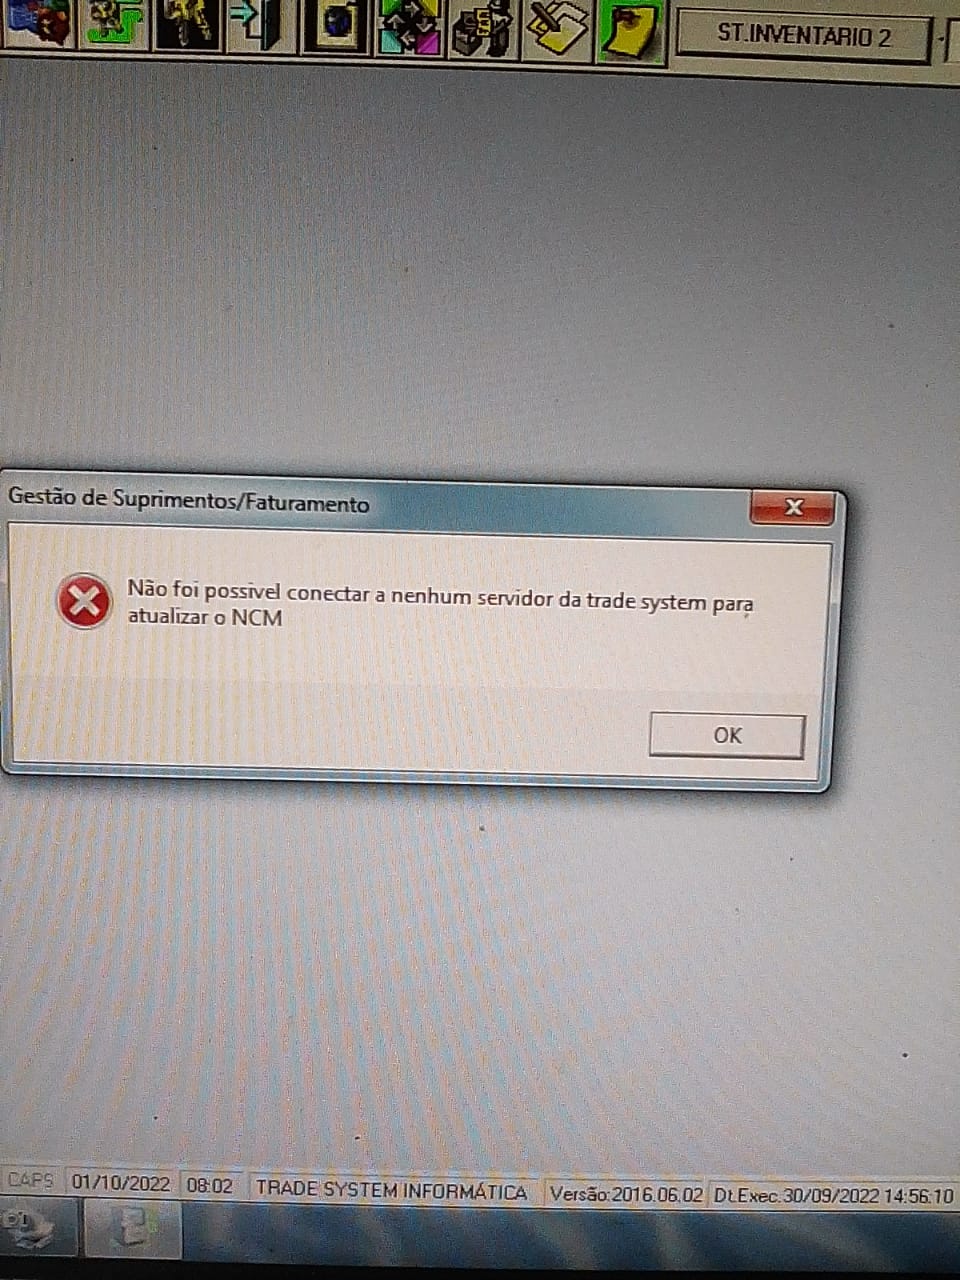 ST.INVENTARIO 2
Gestão de Suprimentos/Faturamento
Não foi possivel conectar a nenhum servidor da trade system para
atualizar o NCM
OK
CAPS 01/10/2022 08:02 TRADE SYSTEM INFORMÁTICA Versão:2016.06.02 Dt.Exec.30/09/2022 14:56:10